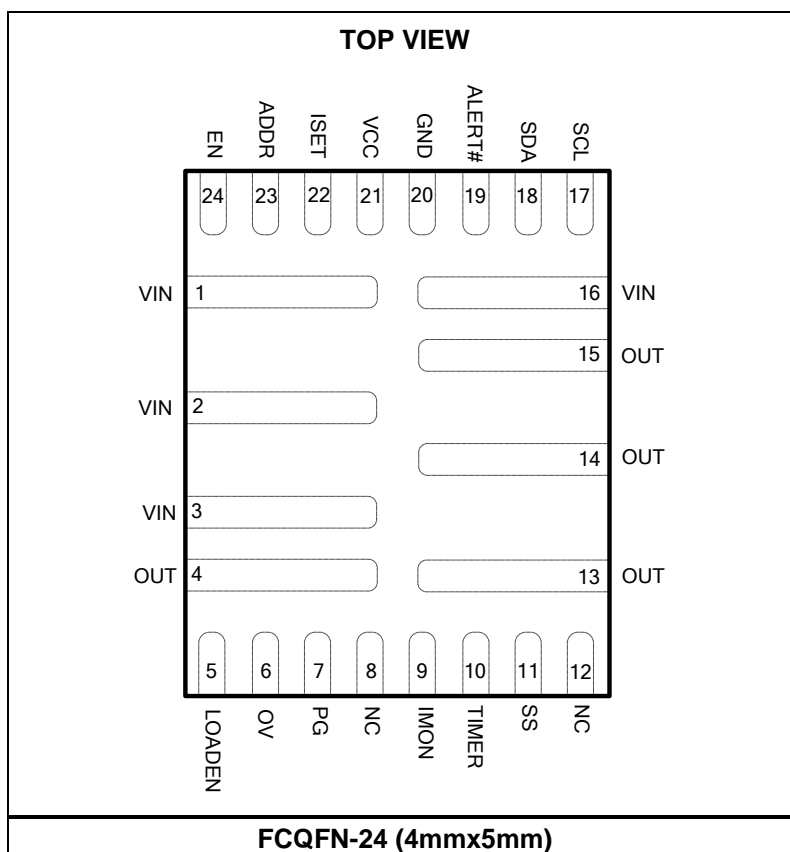 TOP VIEW
EN
ADDR
ISET
VCC
GND
ALERT#
SDA
SCL
24
23
22
21
20
19
18
17
VIN 1
16 VIN
15 OUT
VIN 2
14 OUT
VIN 3
OUT 4
13 OUT
5
6
7
8
9
10
11
12
LOADEN
OV
PG
NC
IMON
TIMER
SS
NC
FCQFN-24 (4mmx5mm)